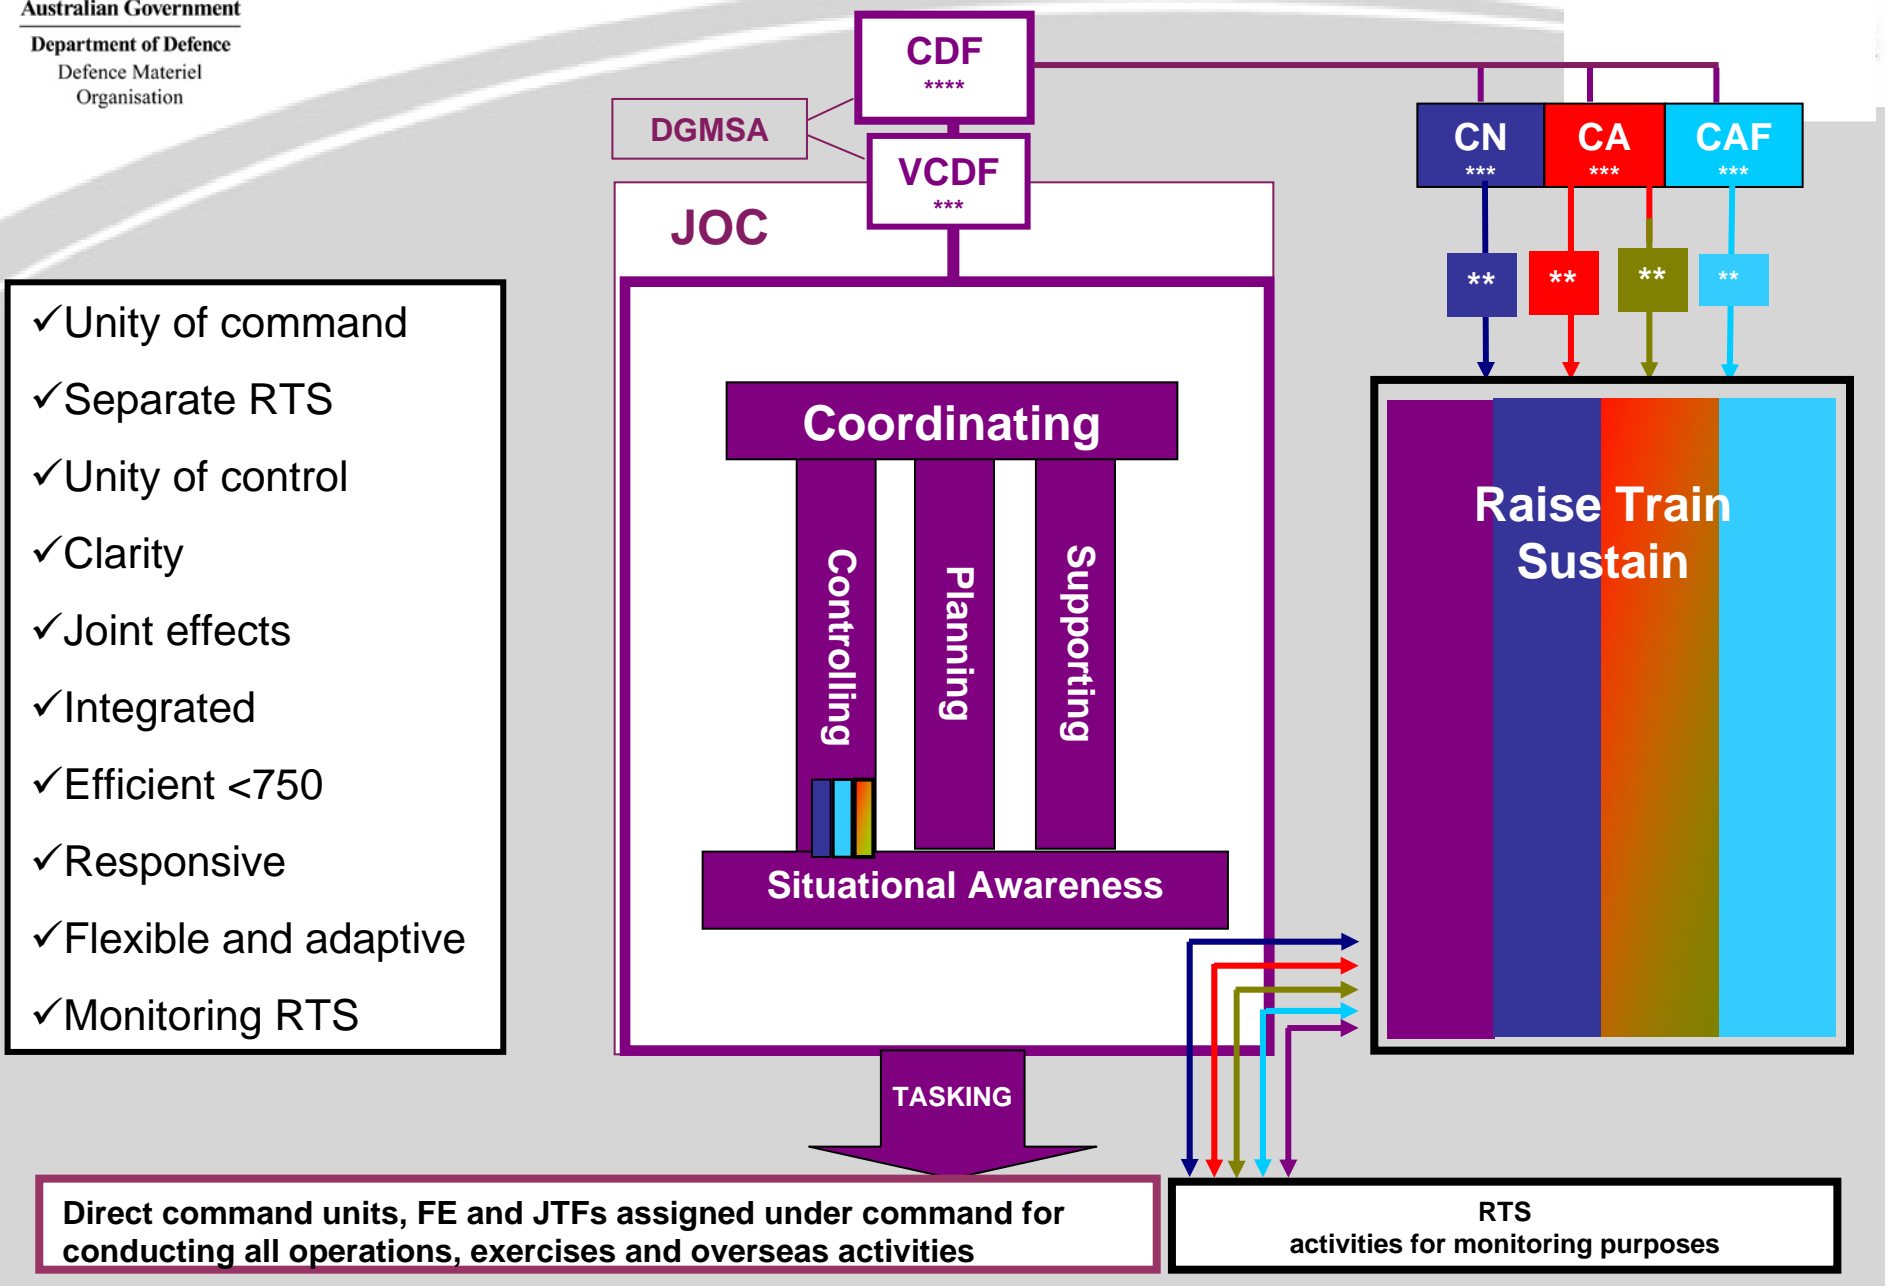 Australian Government
Department of Defence
Defence Materiel
Organisation
CDF
****
DGMSA
VCDF
***
JOC
CN
***
CA
***
CAF
***
**
**
**
**
✓Unity of command
✓Separate RTS
✓Unity of control
✓Clarity
✓Joint effects
✓Integrated
✓Efficient <750
✓Responsive
✓Flexible and adaptive
✓Monitoring RTS
Coordinating
Controlling
Planning
Supporting
Situational Awareness
Raise Train
Sustain
TASKING
Direct command units, FE and JTFs assigned under command for
conducting all operations, exercises and overseas activities
RTS
activities for monitoring purposes